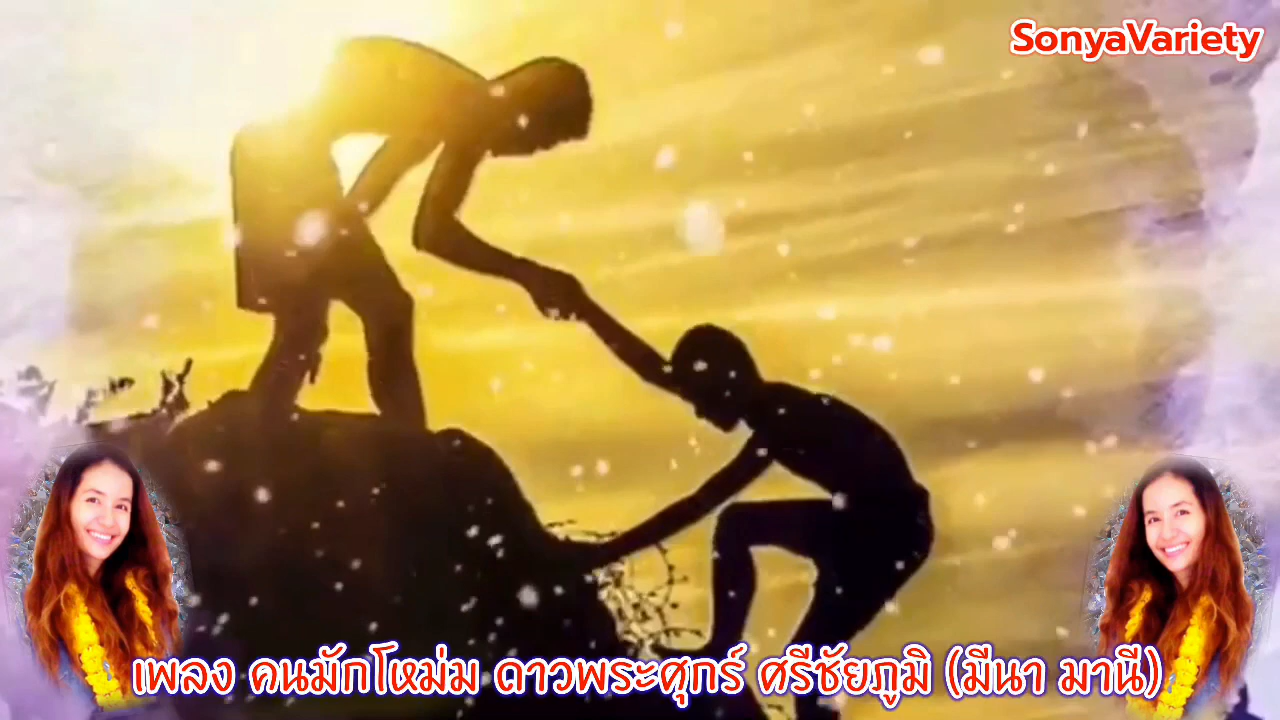 SonyaVariety
เพลง คนมักโหม่ม ดาวพระศุกร์ ศรีชัยภูมิ (มีนา มานี)